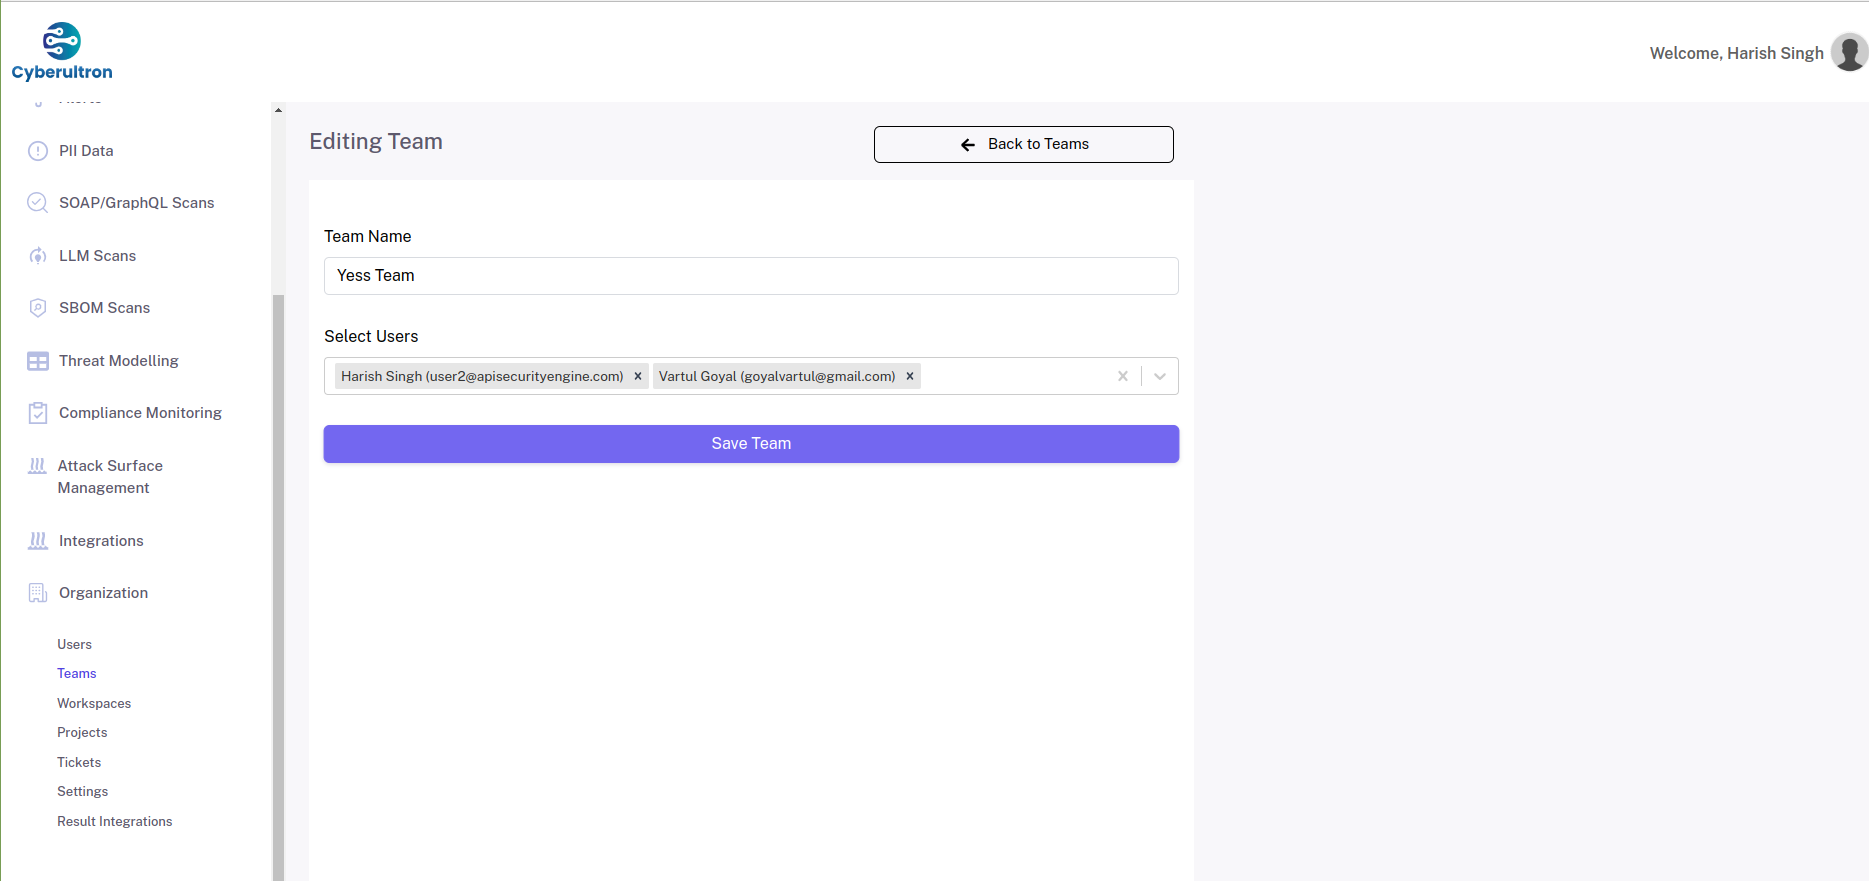 Cyberultron
Welcome, Harish Singh
Alerts
PII Data
SOAP/GraphQL Scans
LLM Scans
SBOM Scans
Threat Modelling
Compliance Monitoring
Attack Surface
Management
Integrations
Organization
Users
Teams
Workspaces
Projects
Tickets
Settings
Result Integrations
Editing Team
Back to Teams
Team Name
Yess Team
Select Users
Harish Singh (user2@apisecurityengine.com)
Vartul Goyal (goyalvartul@gmail.com)
Save Team